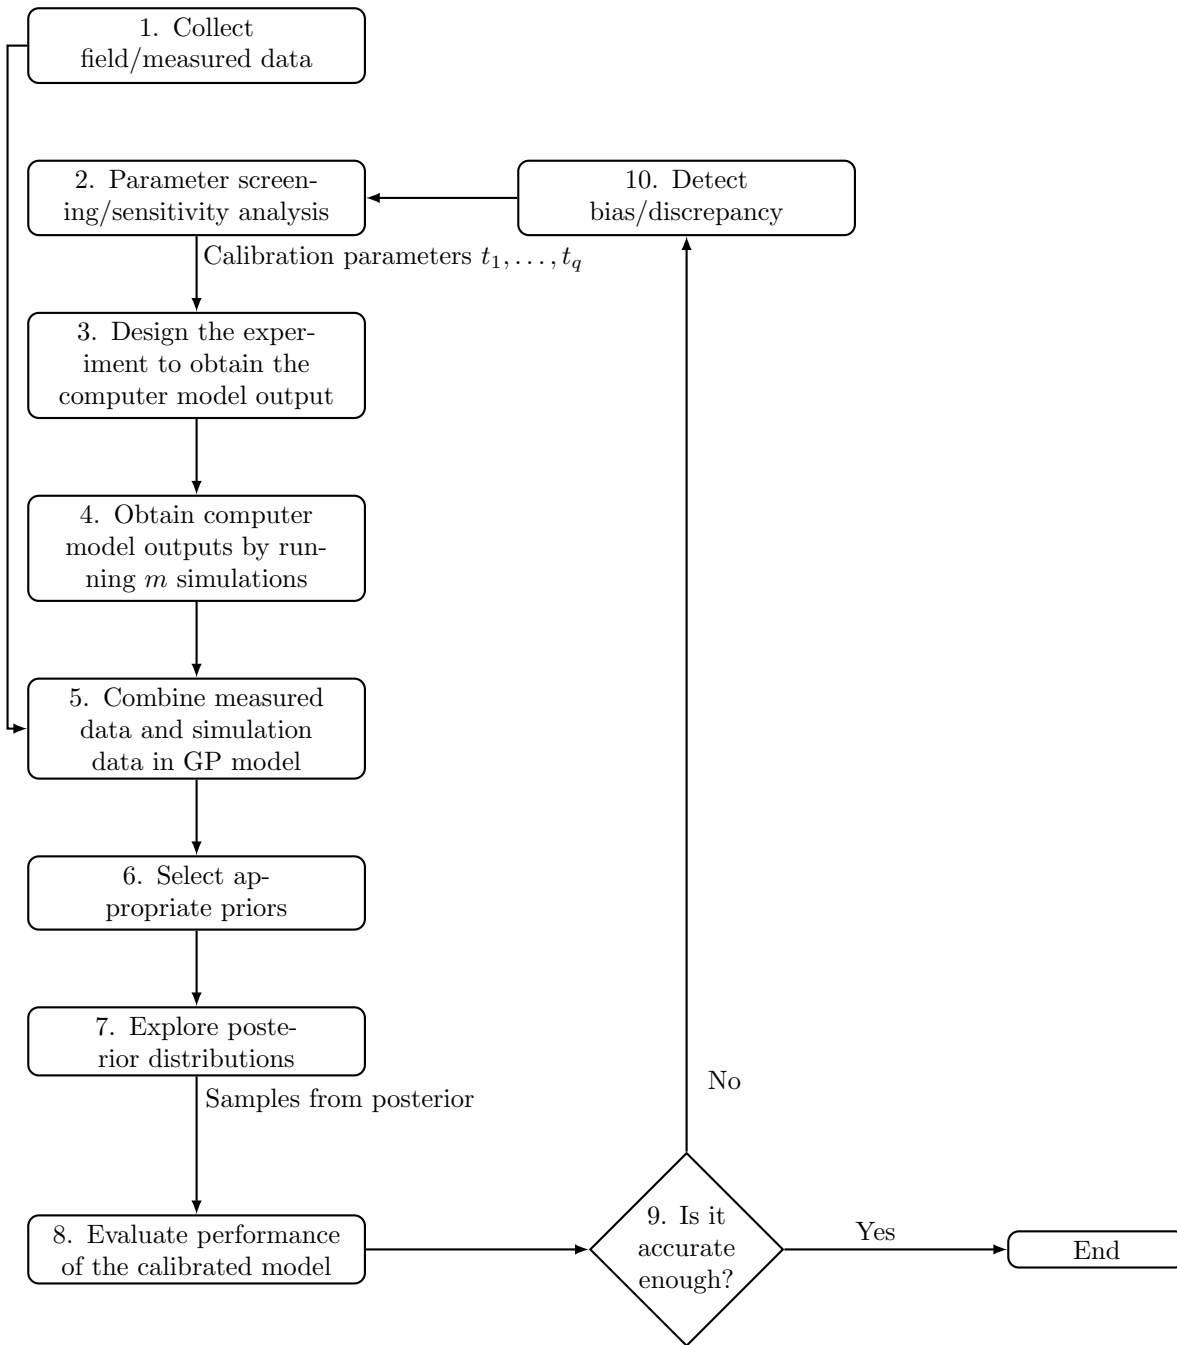 1. Collect
field/measured data
2. Parameter screen-
ing/sensitivity analysis
10. Detect
bias/discrepancy
Calibration parameters $t_1, \ldots, t_q$
3. Design the exper-
iment to obtain the
computer model output
4. Obtain computer
model outputs by run-
ning $m$ simulations
5. Combine measured
data and simulation
data in GP model
6. Select ap-
propriate priors
7. Explore poste-
rior distributions
No
Samples from posterior
8. Evaluate performance
of the calibrated model
9. Is it
accurate
enough?
Yes
End